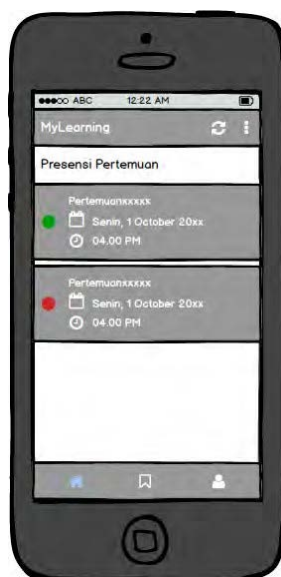 ABC 12:22 AM
MyLearning
Presensi Pertemuan
Pertemuanxxxxx
Senin, 1 October 20xx
04.00 PM
Pertemuanxxxxx
Senin, 1 October 20xx
04.00 PM